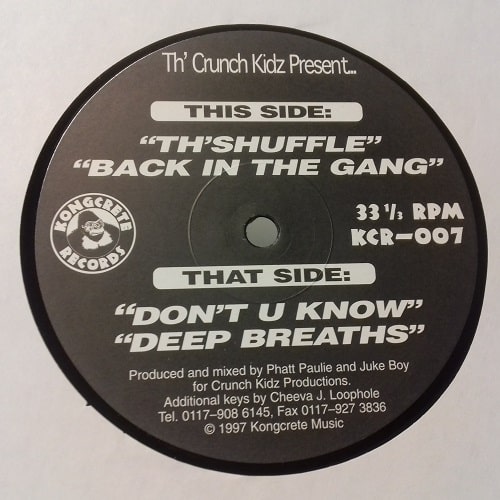 Th' Crunch Kidz Present...
THIS SIDE:
“TH'SHUFFLE”
“BACK IN THE GANG”
KONGCRETE
RECORDS
33 1/3 RPM
KCR–007
THAT SIDE:
“DON'T U KNOW”
“DEEP BREATHS”
Produced and mixed by Phatt Paulie and Juke Boy
for Crunch Kidz Productions.
Additional keys by Cheeva J. Loophole
Tel. 0117–908 6145, Fax 0117–927 3836
© 1997 Kongcrete Music